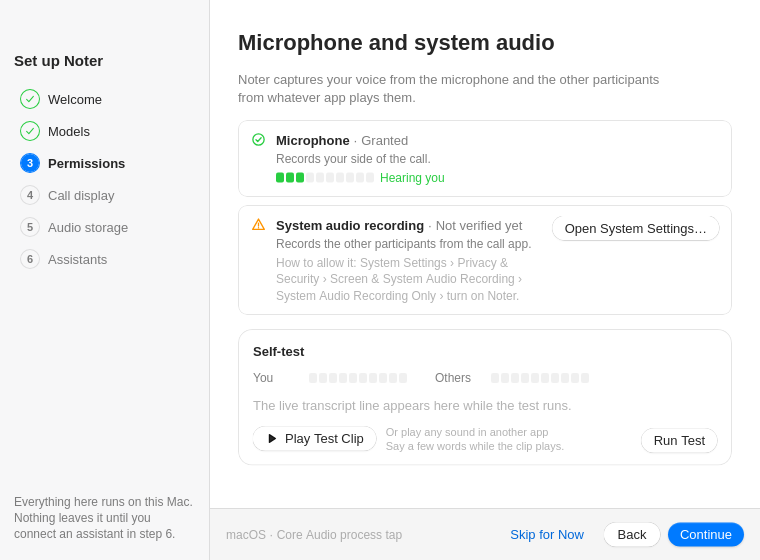 Set up Noter
Welcome
Models
3 Permissions
4 Call display
5 Audio storage
6 Assistants
Everything here runs on this Mac.
Nothing leaves it until you
connect an assistant in step 6.
Microphone and system audio
Noter captures your voice from the microphone and the other participants
from whatever app plays them.
Microphone · Granted
Records your side of the call.
Hearing you
System audio recording · Not verified yet
Records the other participants from the call app.
How to allow it: System Settings › Privacy &
Security › Screen & System Audio Recording ›
System Audio Recording Only › turn on Noter.
Open System Settings…
Self-test
You
Others
The live transcript line appears here while the test runs.
Play Test Clip
Or play any sound in another app
Say a few words while the clip plays.
Run Test
macOS · Core Audio process tap
Skip for Now
Back
Continue